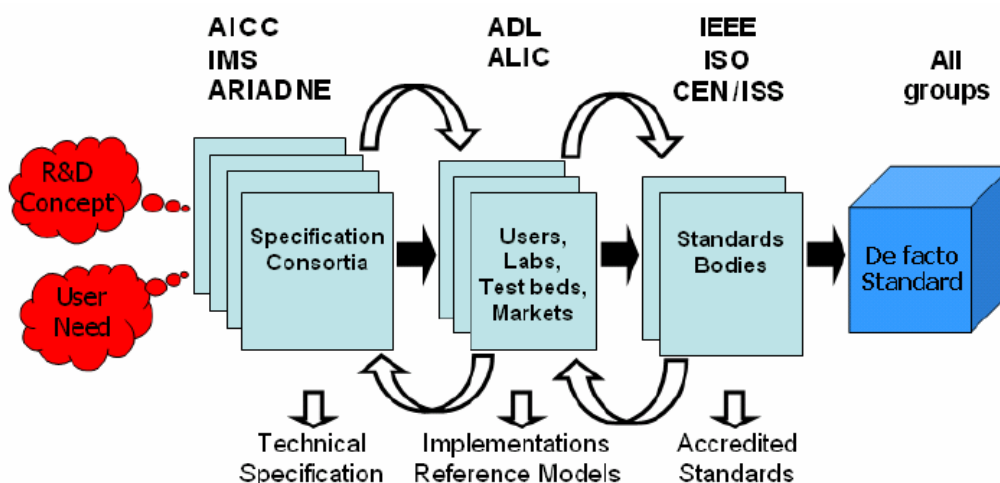 AICC
IMS
ARIADNE
ADL
ALIC
IEEE
ISO
CEN/ISS
All
groups
R&D
Concept
User
Need
Specification
Consortia
Users,
Labs,
Test beds,
Markets
Standards
Bodies
De facto
Standard
Technical
Specification
Implementations
Reference Models
Accredited
Standards